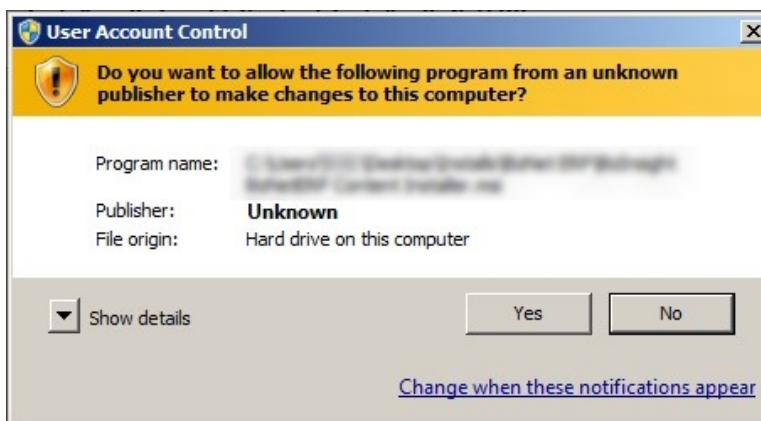 User Account Control
Do you want to allow the following program from an unknown
publisher to make changes to this computer?
Program name:
Publisher: Unknown
File origin: Hard drive on this computer
Show details
Yes
No
Change when these notifications appear